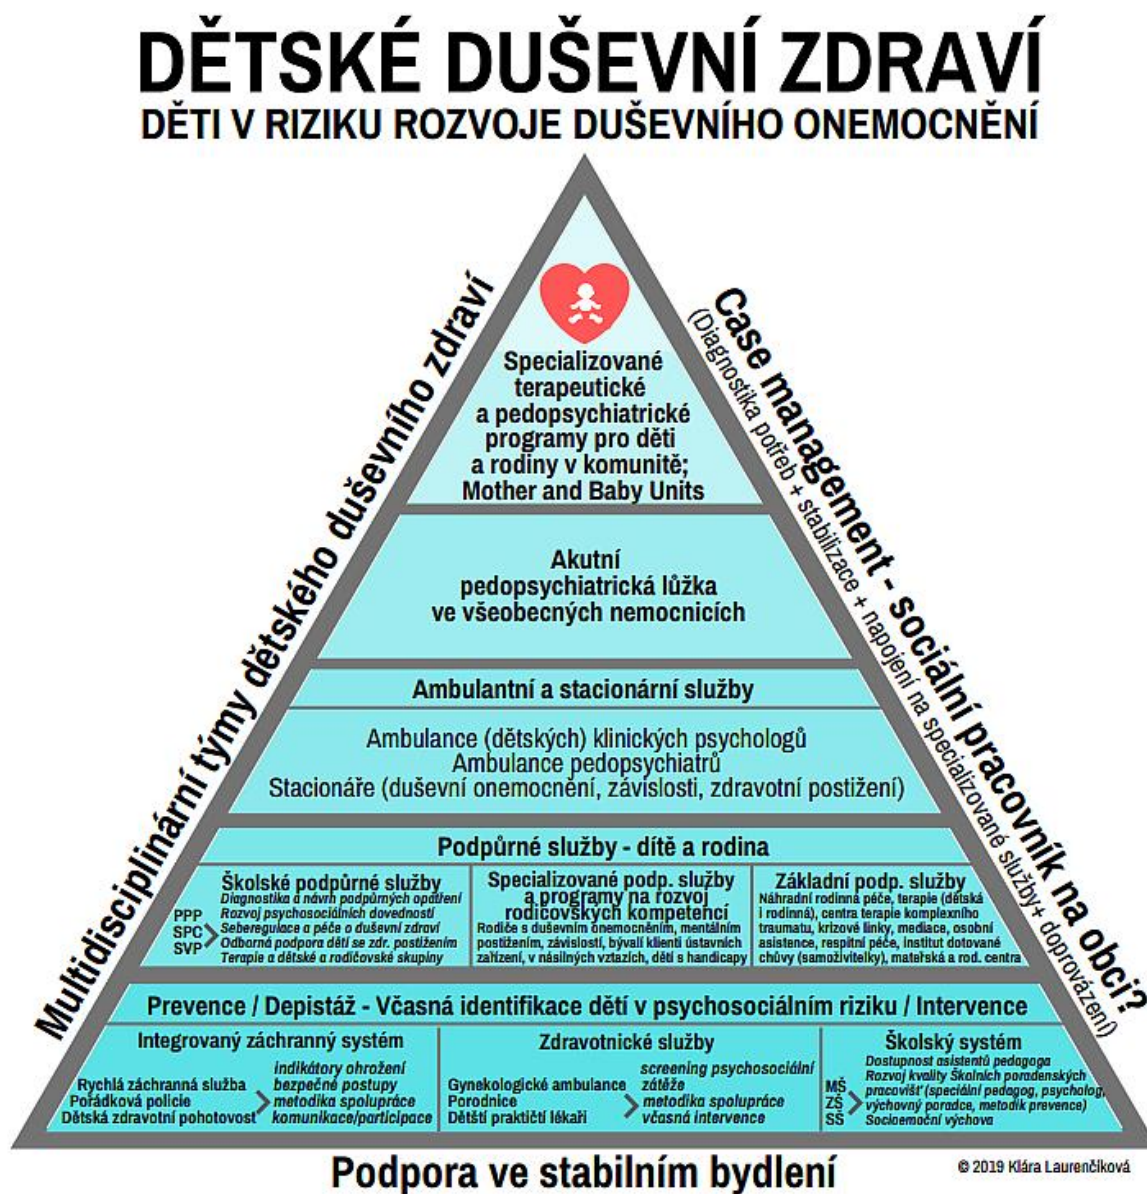 DĚTSKÉ DUŠEVNÍ ZDRAVÍ
DĚTI V RIZIKU ROZVOJE DUŠEVNÍHO ONEMOCNĚNÍ
Multidisciplinární týmy dětského duševního zdraví
Case management - sociální pracovník na obci?
(Diagnostika potřeb + stabilizace + napojení na specializované služby+ doprovázení)
Specializované
terapeutické
a pedopsychiatrické
programy pro děti
a rodiny v komunitě;
Mother and Baby Units
Akutní
pedopsychiatrická lůžka
ve všeobecných nemocnicích
Ambulantní a stacionární služby
Ambulance (dětských) klinických psychologů
Ambulance pedopsychiatrů
Stacionáře (duševní onemocnění, závislosti, zdravotní postižení)
Podpůrné služby - dítě a rodina
Školské podpůrné služby
PPP
SPC
SVP
Diagnostika a návrh podpůrných opatření
Rozvoj psychosociálních dovedností
Seberegulace a péče o duševní zdraví
Odborná podpora dětí se zdr. postižením
Terapie a dětské a rodičovské skupiny
Specializované podp. služby
a programy na rozvoj
rodičovských kompetencí
Rodiče s duševním onemocněním, mentálním
postižením, závislostí, bývalí klienti ústavních
zařízení, v násilných vztazích, děti s handicapy
Základní podp. služby
Náhradní rodinná péče, terapie (dětská
i rodinná), centra terapie komplexního
traumatu, krizové linky, mediace, osobní
asistence, respitní péče, institut dotované
chůvy (samoživitelky), mateřská a rod. centra
Prevence / Depistáž - Včasná identifikace dětí v psychosociálním riziku / Intervence
Integrovaný záchranný systém
Rychlá záchranná služba
Pořádková policie
Dětská zdravotní pohotovost
indikátory ohrožení
bezpečné postupy
metodika spolupráce
komunikace/participace
Zdravotnické služby
Gynekologické ambulance
Porodnice
Dětští praktičtí lékaři
screening psychosociální
zátěže
metodika spolupráce
včasná intervence
Školský systém
MŠ
ZŠ
SŠ
Dostupnost asistentů pedagoga
Rozvoj kvality Školních poradenských
pracovišť (speciální pedagog, psycholog,
výchovný poradce, metodik prevence)
Socioemoční výchova
Podpora ve stabilním bydlení
© 2019 Klára Laurenčíková